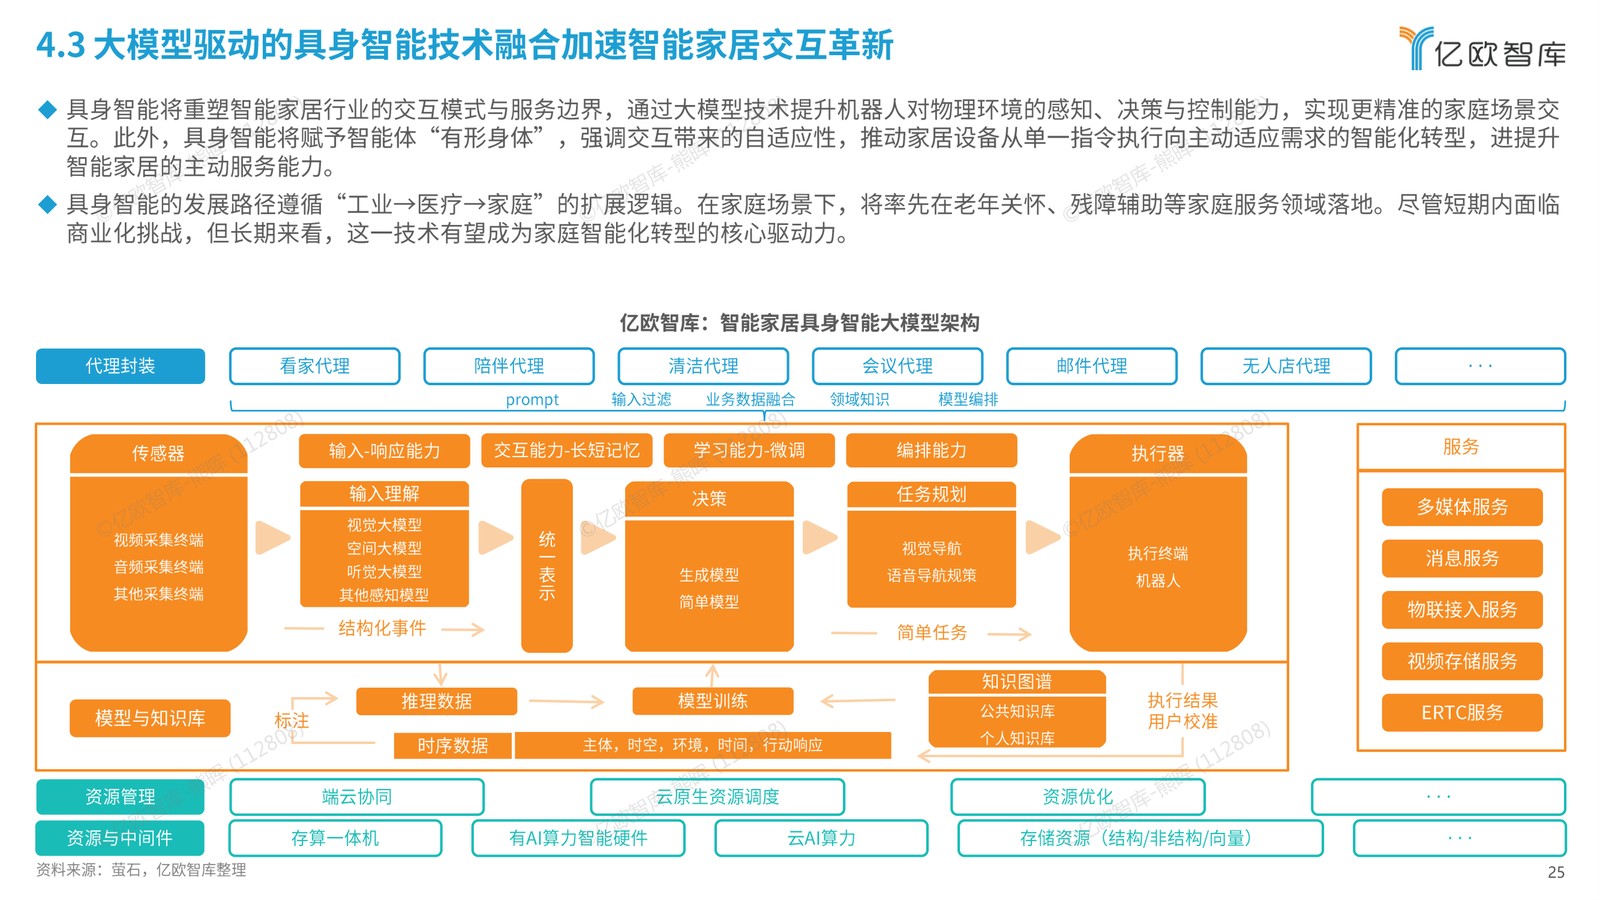 4.3 大模型驱动的具身智能技术融合加速智能家居交互革新
亿欧智库
◆ 具身智能将重塑智能家居行业的交互模式与服务边界，通过大模型技术提升机器人对物理环境的感知、决策与控制能力，实现更精准的家庭场景交
互。此外，具身智能将赋予智能体“有形身体”，强调交互带来的自适应性，推动家居设备从单一指令执行向主动适应需求的智能化转型，进提升
智能家居的主动服务能力。
◆ 具身智能的发展路径遵循“工业→医疗→家庭”的扩展逻辑。在家庭场景下，将率先在老年关怀、残障辅助等家庭服务领域落地。尽管短期内面临
商业化挑战，但长期来看，这一技术有望成为家庭智能化转型的核心驱动力。
亿欧智库：智能家居具身智能大模型架构
代理封装
看家代理
陪伴代理
清洁代理
会议代理
邮件代理
无人店代理
···
prompt
输入过滤
业务数据融合
领域知识
模型编排
传感器
视频采集终端
音频采集终端
其他采集终端
输入-响应能力
交互能力-长短记忆
学习能力-微调
编排能力
输入理解
视觉大模型
空间大模型
听觉大模型
其他感知模型
结构化事件
统一表示
决策
生成模型
简单模型
任务规划
视觉导航
语音导航规策
简单任务
执行器
执行终端
机器人
服务
多媒体服务
消息服务
物联接入服务
视频存储服务
ERTC服务
模型与知识库
标注
推理数据
模型训练
时序数据
主体，时空，环境，时间，行动响应
知识图谱
公共知识库
个人知识库
执行结果
用户校准
资源管理
端云协同
云原生资源调度
资源优化
···
资源与中间件
存算一体机
有AI算力智能硬件
云AI算力
存储资源（结构/非结构/向量）
···
资料来源：萤石，亿欧智库整理
25
©亿欧智库-熊晖 (112808)
©亿欧智库-熊晖 (112808)
©亿欧智库-熊晖 (112808)